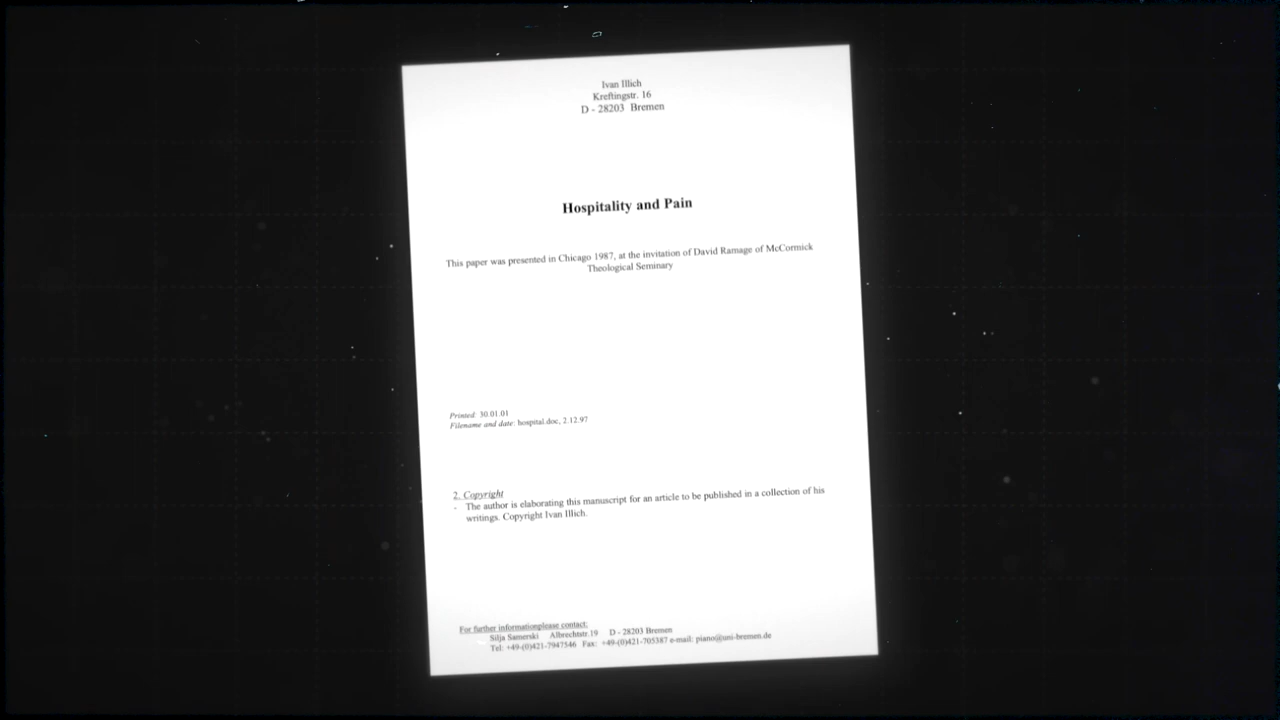 Ivan Illich
Kreftingstr. 16
D - 28203 Bremen
Hospitality and Pain
This paper was presented in Chicago 1987, at the invitation of David Ramage of McCormick
Theological Seminary
Printed 30.01.01
Filename and date: hospital.doc, 2.12.97
2. Copyright
- The author is elaborating this manuscript for an article to be published in a collection of his
writings. Copyright Ivan Illich.
For further informationplease contact:
Silja Samerski Albrechtstr.19 D - 28203 Bremen
Tel: +49-(0)421-7947546 Fax: +49-(0)421-705387 e-mail: piano@uni-bremen.de